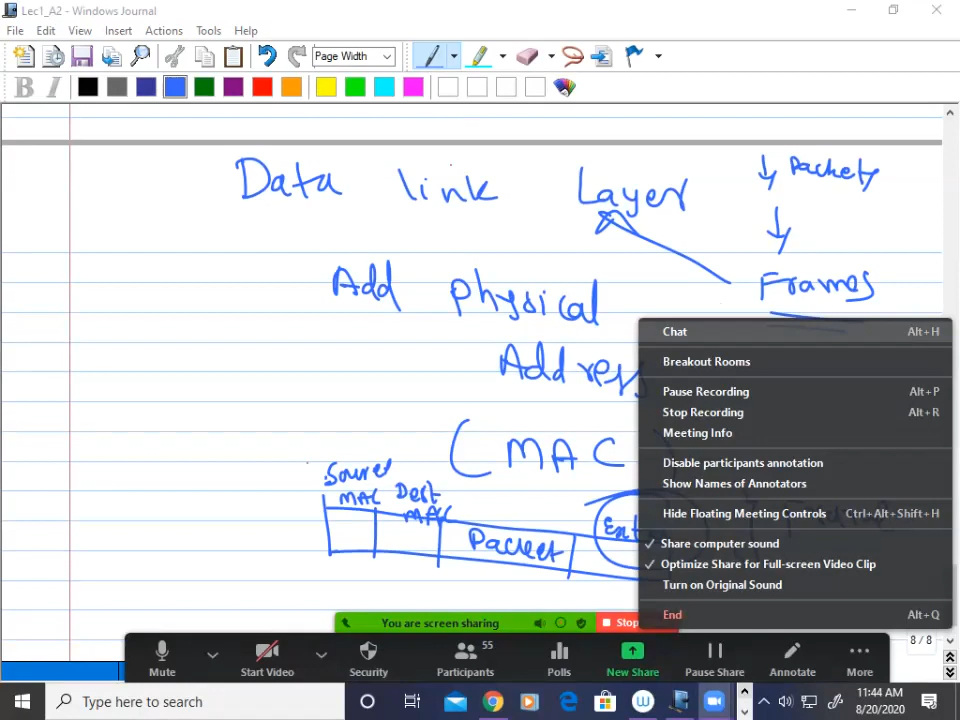 Lec1_A2 - Windows Journal
File Edit View Insert Actions Tools Help
Page Width
B I
Data link Layer
↓ Packets
↓
Frames
Add Physical
Address
(MAC
Source
MAC Dest
MAC
Packet
Chat Alt+H
Breakout Rooms
Pause Recording Alt+P
Stop Recording Alt+R
Meeting Info
Disable participants annotation
Show Names of Annotators
Hide Floating Meeting Controls Ctrl+Alt+Shift+H
✓ Share computer sound
✓ Optimize Share for Full-screen Video Clip
Turn on Original Sound
End Alt+Q
You are screen sharing Stop
8 / 8
Mute Start Video Security Participants 55 Polls New Share Pause Share Annotate More
Type here to search
11:44 AM
8/20/2020